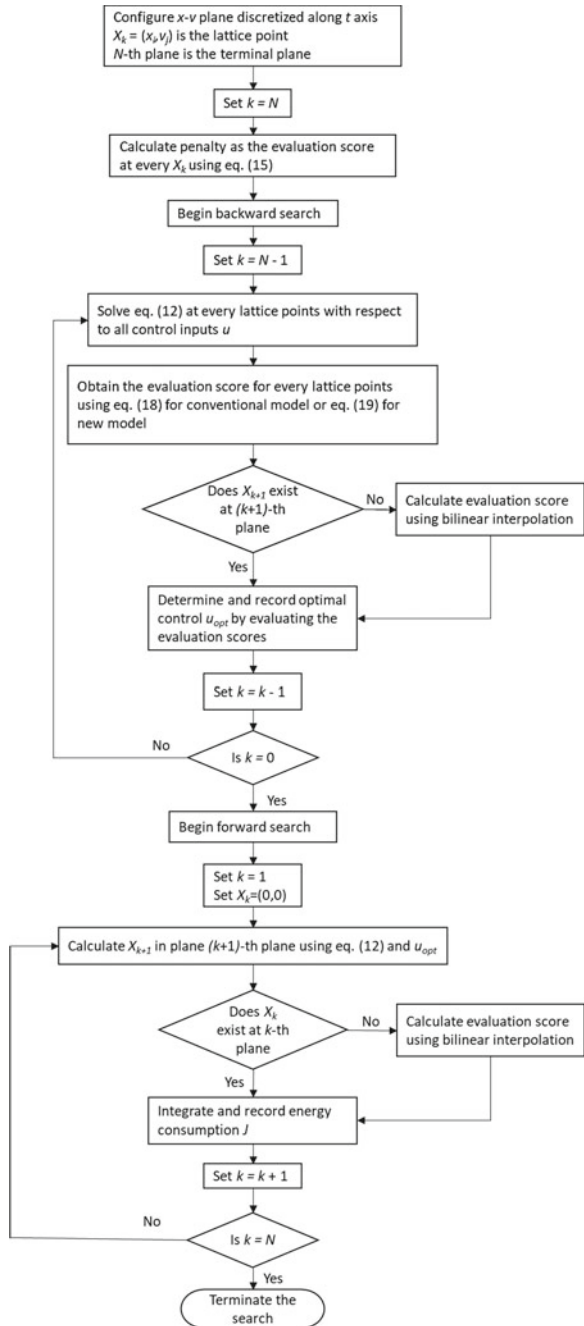 Configure x-v plane discretized along t axis
Xk = (xi,vj) is the lattice point
N-th plane is the terminal plane
Set k = N
Calculate penalty as the evaluation score
at every Xk using eq. (15)
Begin backward search
Set k = N - 1
Solve eq. (12) at every lattice points with respect
to all control inputs u
Obtain the evaluation score for every lattice points
using eq. (18) for conventional model or eq. (19) for
new model
Does Xk+1 exist
at (k+1)-th
plane
No
Calculate evaluation score
using bilinear interpolation
Yes
Determine and record optimal
control uopt by evaluating the
evaluation scores
Set k = k - 1
No
Is k = 0
Yes
Begin forward search
Set k = 1
Set Xk=(0,0)
Calculate Xk+1 in plane (k+1)-th plane using eq. (12) and uopt
Does Xk
exist at k-th
plane
No
Calculate evaluation score
using bilinear interpolation
Yes
Integrate and record energy
consumption J
Set k = k + 1
No
Is k = N
Yes
Terminate the
search